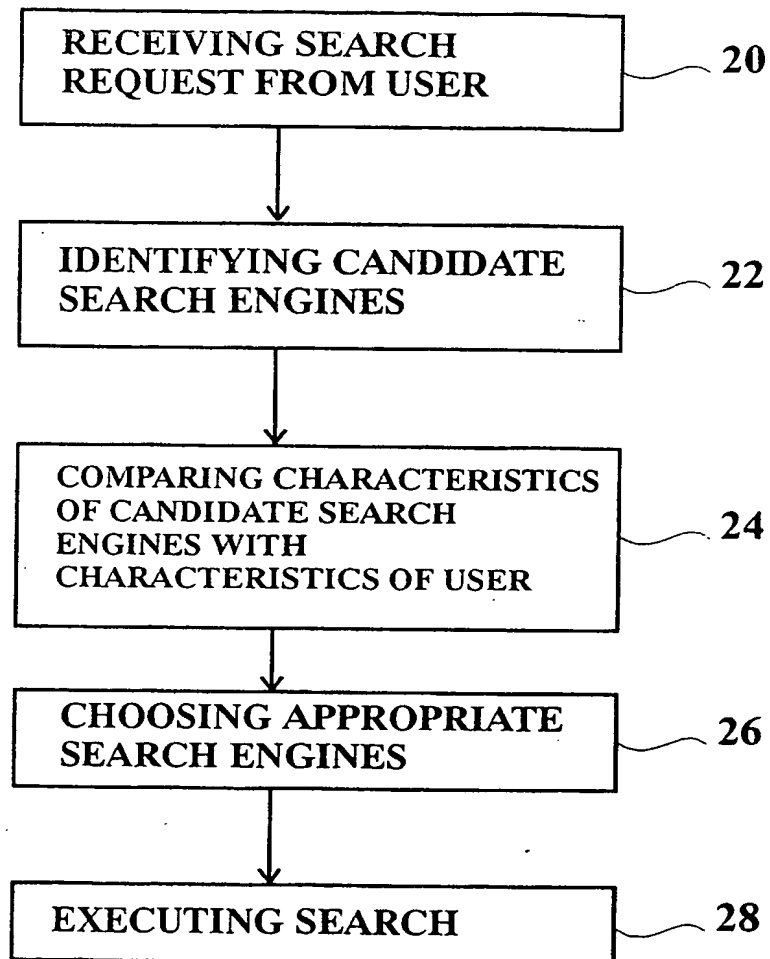 RECEIVING SEARCH
REQUEST FROM USER
20
IDENTIFYING CANDIDATE
SEARCH ENGINES
22
COMPARING CHARACTERISTICS
OF CANDIDATE SEARCH
ENGINES WITH
CHARACTERISTICS OF USER
24
CHOOSING APPROPRIATE
SEARCH ENGINES
26
EXECUTING SEARCH
28